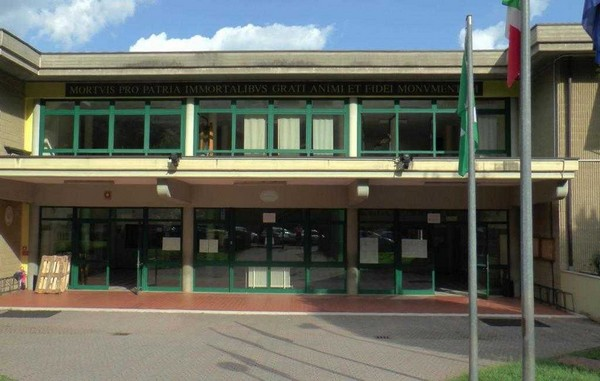 MORTVIS PRO PATRIA IMMORTALIBVS GRATI ANIMI ET FIDEI MONVMENTVM